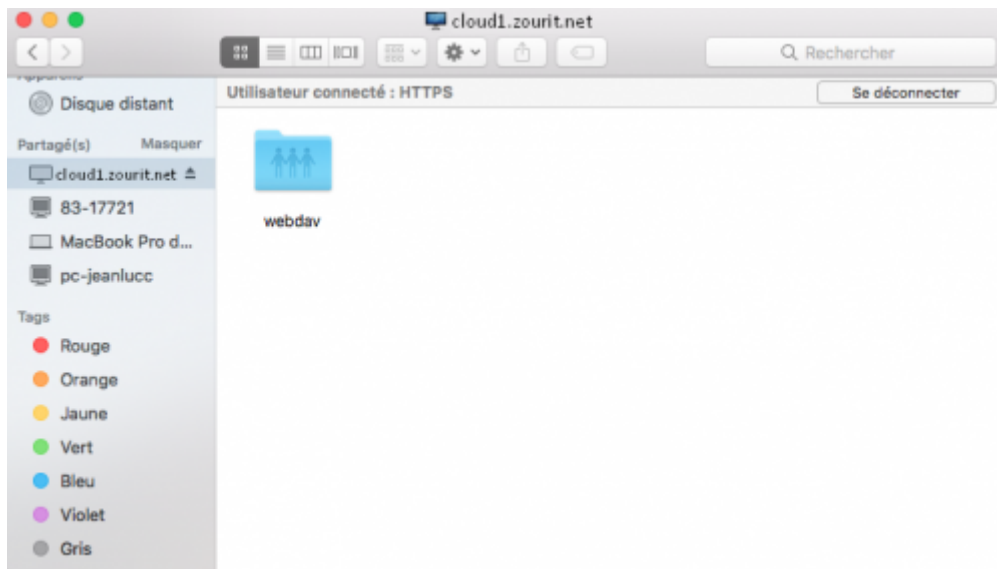 cloud1.zourit.net
Rechercher
Appareils
Utilisateur connecté : HTTPS
Se déconnecter
Disque distant
Partagé(s) Masquer
cloud1.zourit.net
83-17721
MacBook Pro d...
pc-jeanlucc
webdav
Tags
Rouge
Orange
Jaune
Vert
Bleu
Violet
Gris